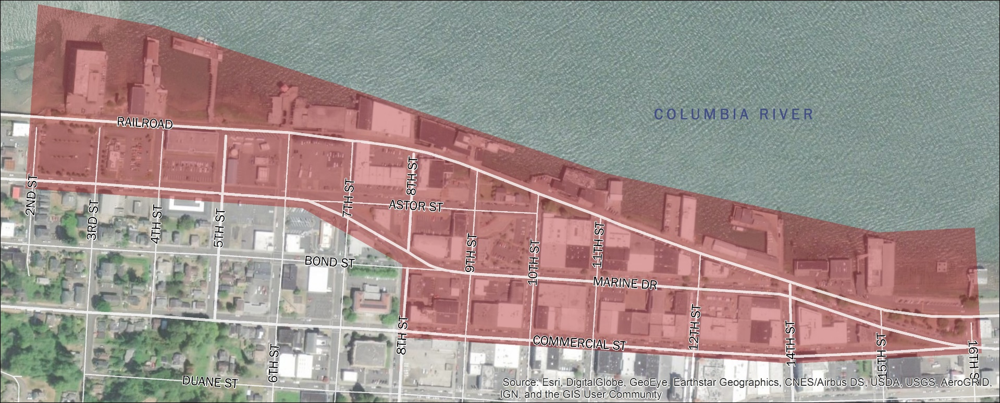 COLUMBIA RIVER
RAILROAD
8TH ST
2ND ST
7TH ST
3RD ST
4TH ST
5TH ST
ASTOR ST
9TH ST
10TH ST
11TH ST
BOND ST
MARINE DR
8TH ST
COMMERCIAL ST
12TH ST
14TH ST
15TH ST
16TH S
6TH ST
DUANE ST
Source: Esri, DigitalGlobe, GeoEye, Earthstar Geographics, CNES/Airbus DS, USDA, USGS, AeroGRID,
IGN, and the GIS User Community